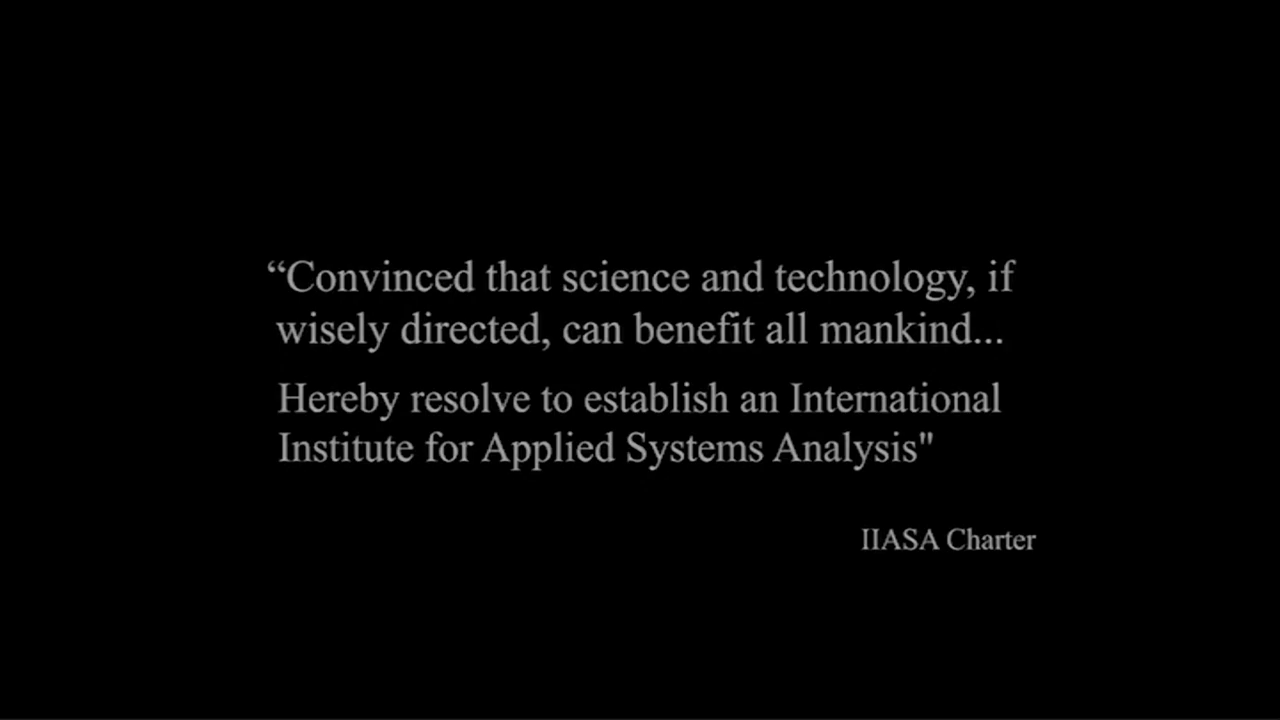 “Convinced that science and technology, if
wisely directed, can benefit all mankind...
Hereby resolve to establish an International
Institute for Applied Systems Analysis"
IIASA Charter